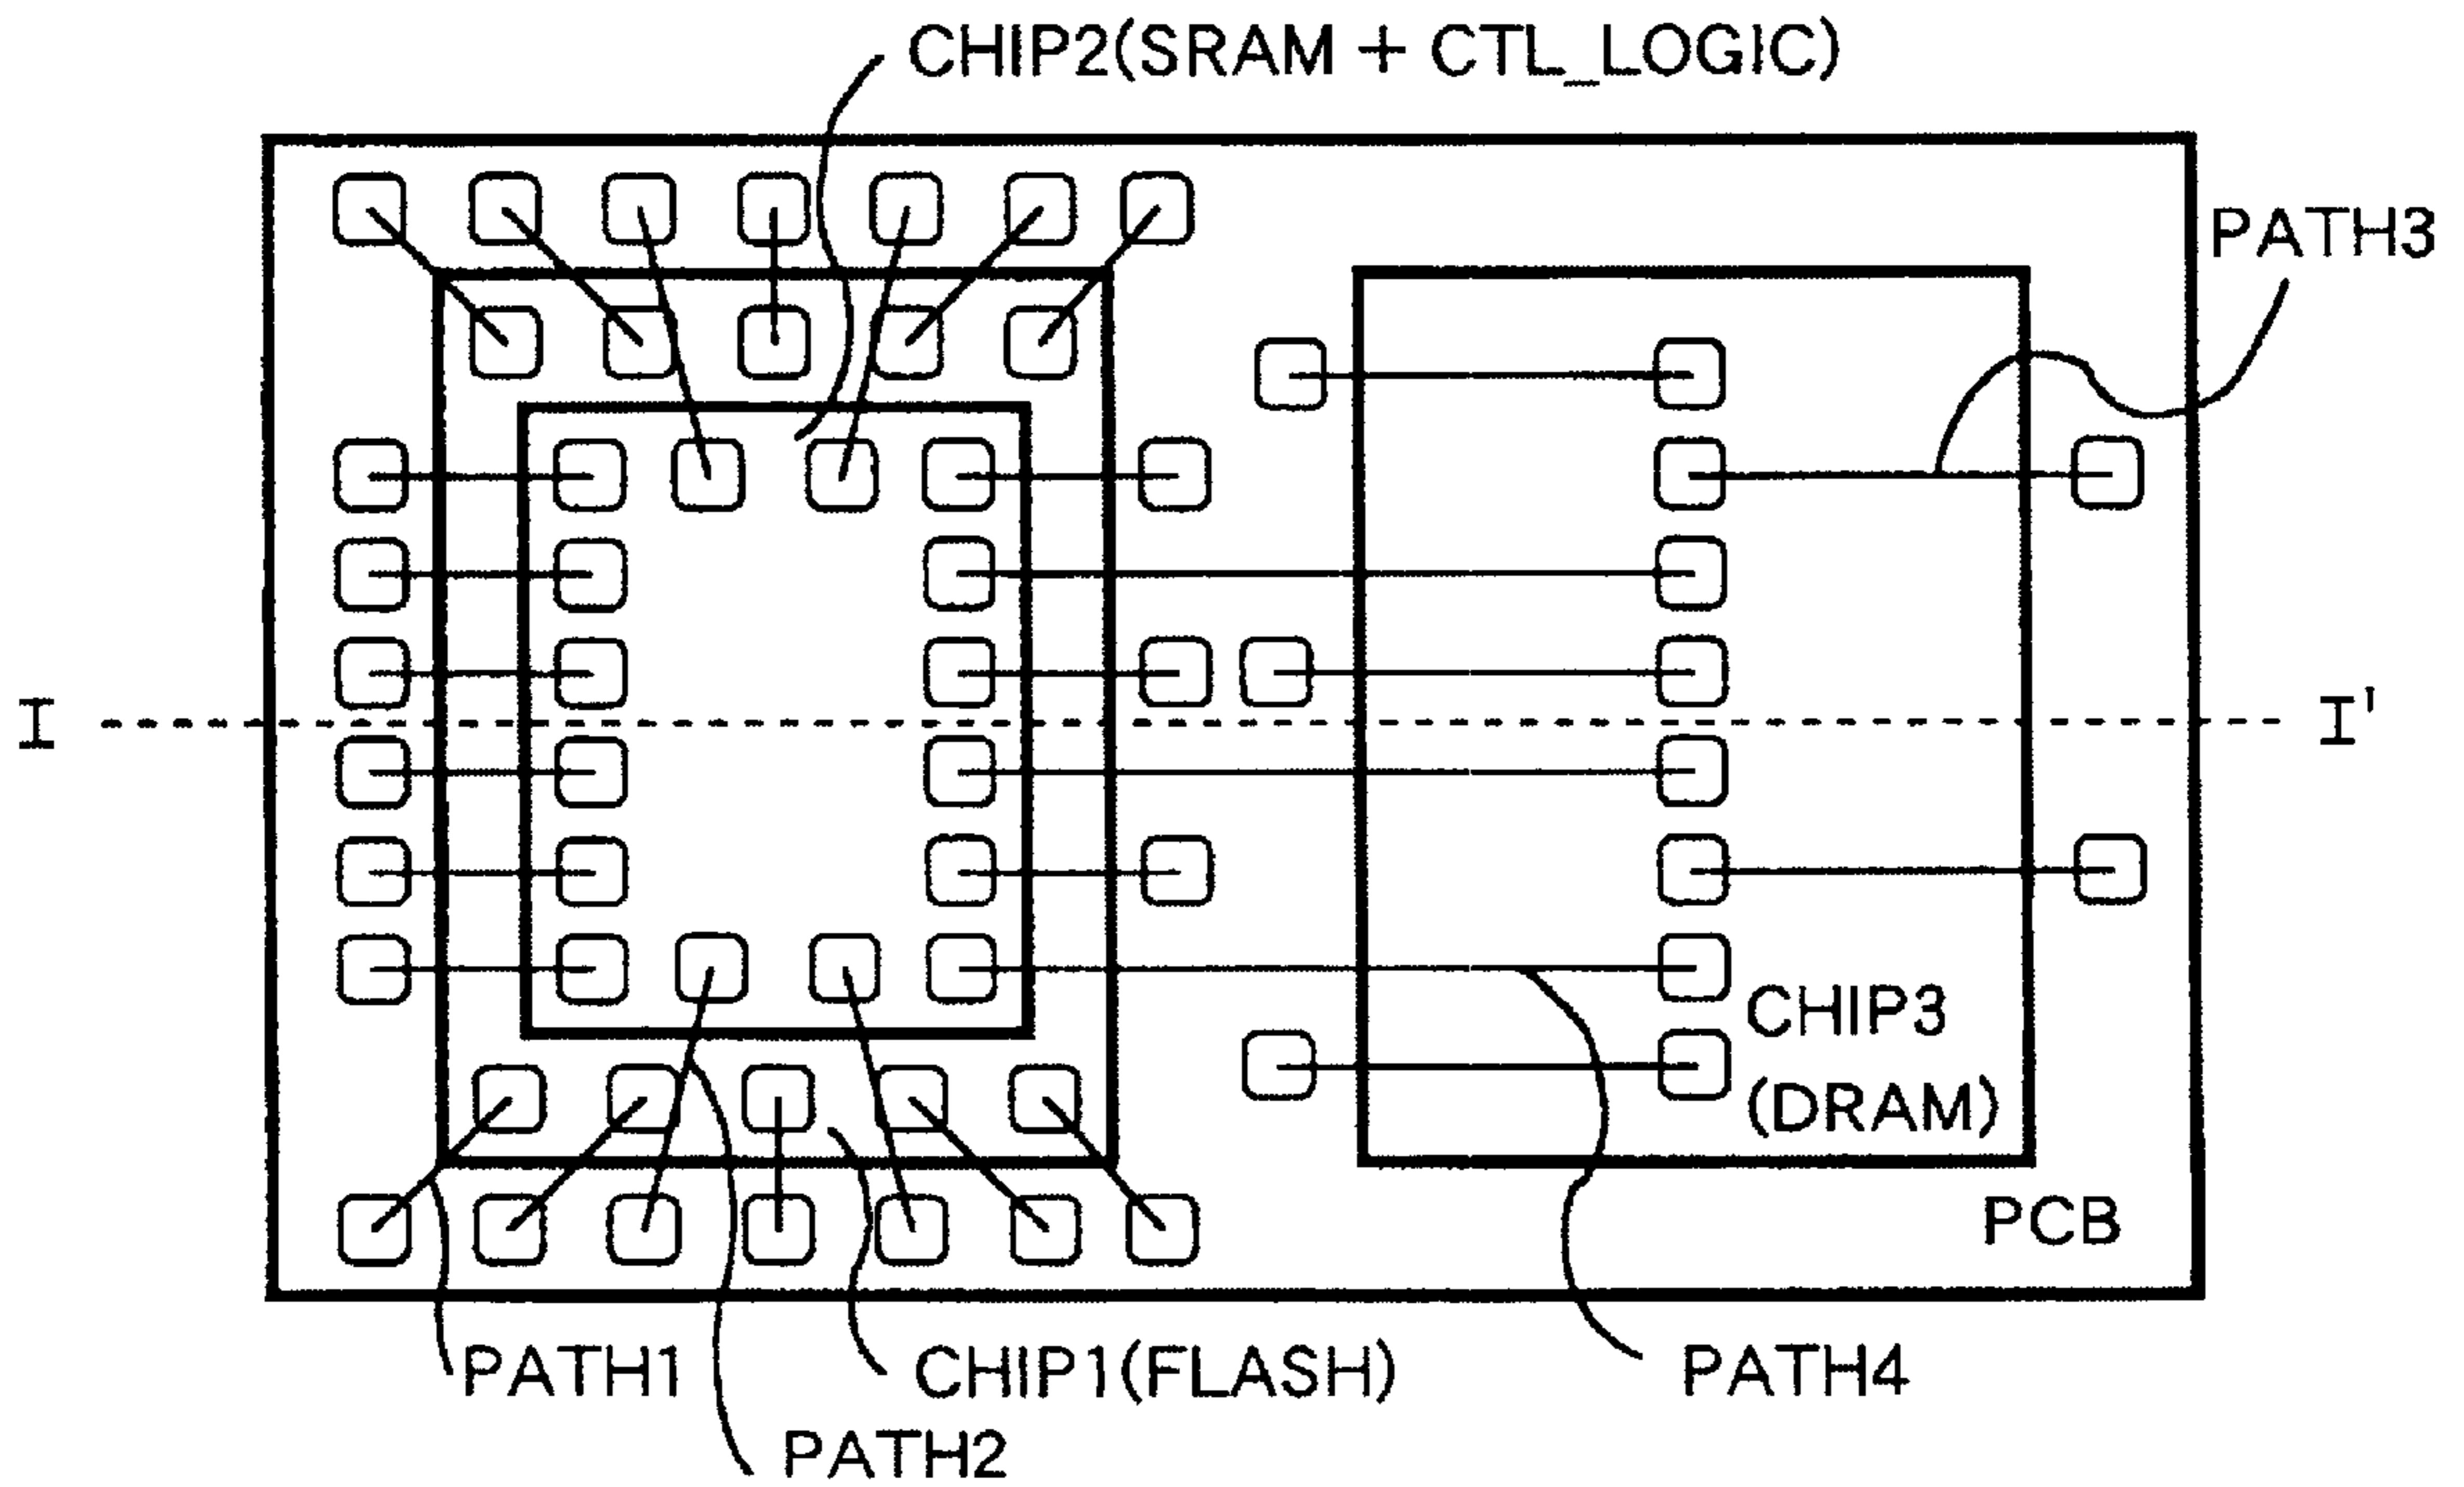 CHIP2(SRAM + CTL_LOGIC)
PATH3
I
I'
CHIP3
(DRAM)
PCB
PATH1
CHIP1(FLASH)
PATH4
PATH2